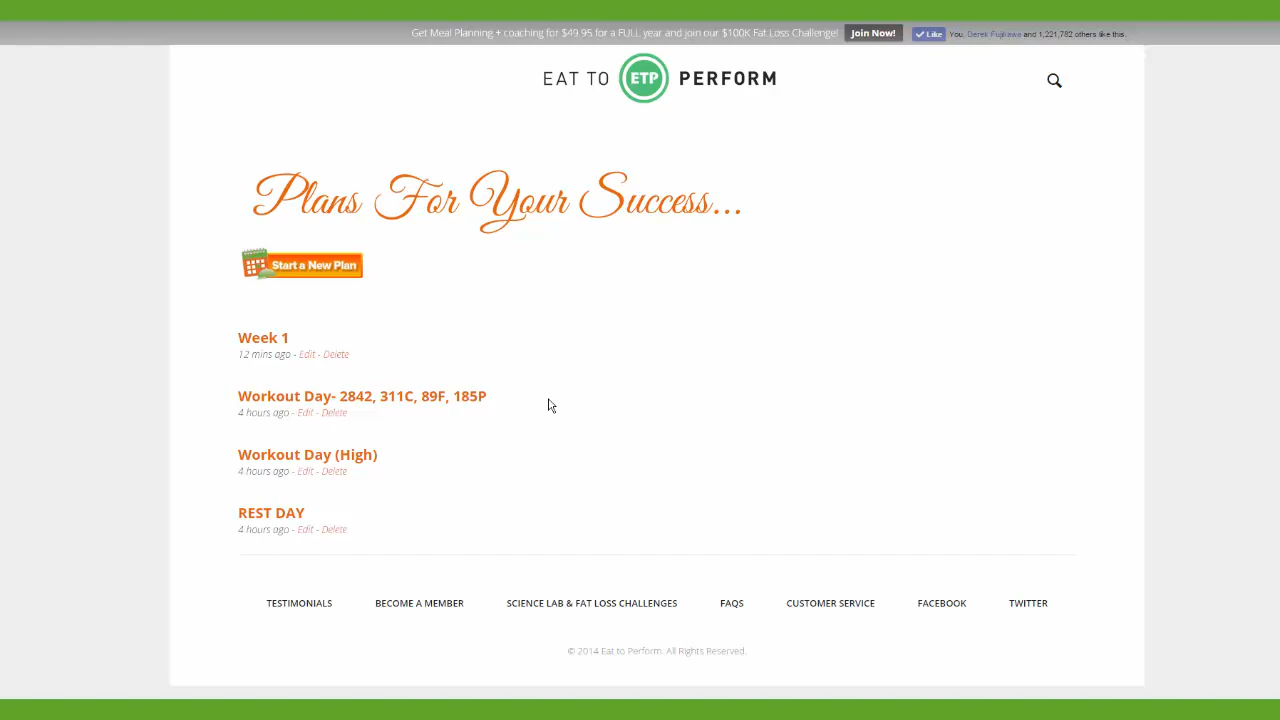 Get Meal Planning + coaching for $49.95 for a FULL year and join our $100K Fat Loss Challenge! Join Now! Like You, Derek Fujikawa and 1,221,782 others like this.
EAT TO ETP PERFORM
Plans For Your Success...
Start a New Plan
Week 1
12 mins ago - Edit - Delete
Workout Day- 2842, 311C, 89F, 185P
4 hours ago - Edit - Delete
Workout Day (High)
4 hours ago - Edit - Delete
REST DAY
4 hours ago - Edit - Delete
TESTIMONIALS BECOME A MEMBER SCIENCE LAB & FAT LOSS CHALLENGES FAQS CUSTOMER SERVICE FACEBOOK TWITTER
© 2014 Eat to Perform. All Rights Reserved.